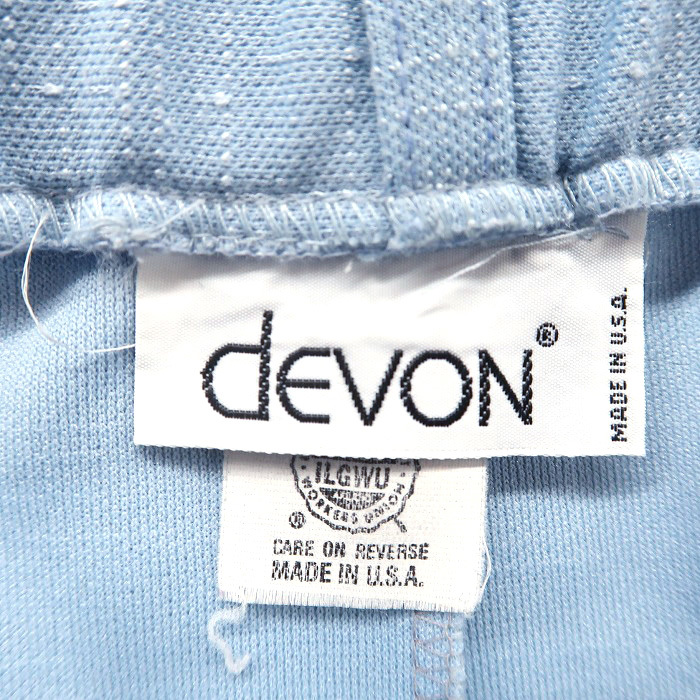 dEVON®
MADE IN U.S.A.
ILGWU
WORKERS UNION
®
CARE ON REVERSE
MADE IN U.S.A.